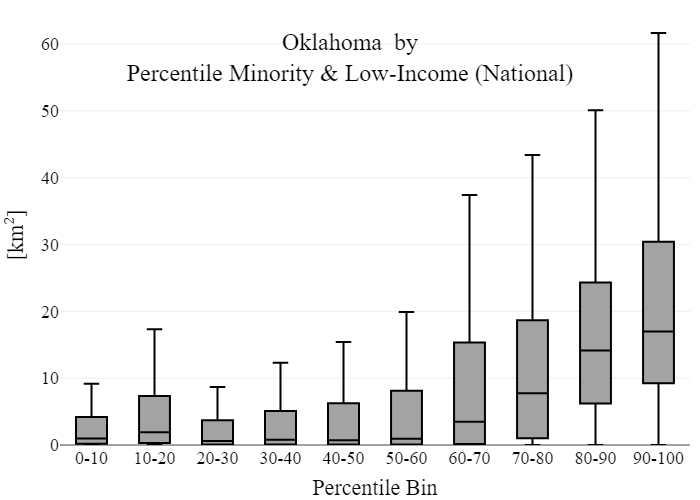 Oklahoma by
Percentile Minority & Low-Income (National)
60
50
40
30
20
10
0
[km²]
0-10 10-20 20-30 30-40 40-50 50-60 60-70 70-80 80-90 90-100
Percentile Bin